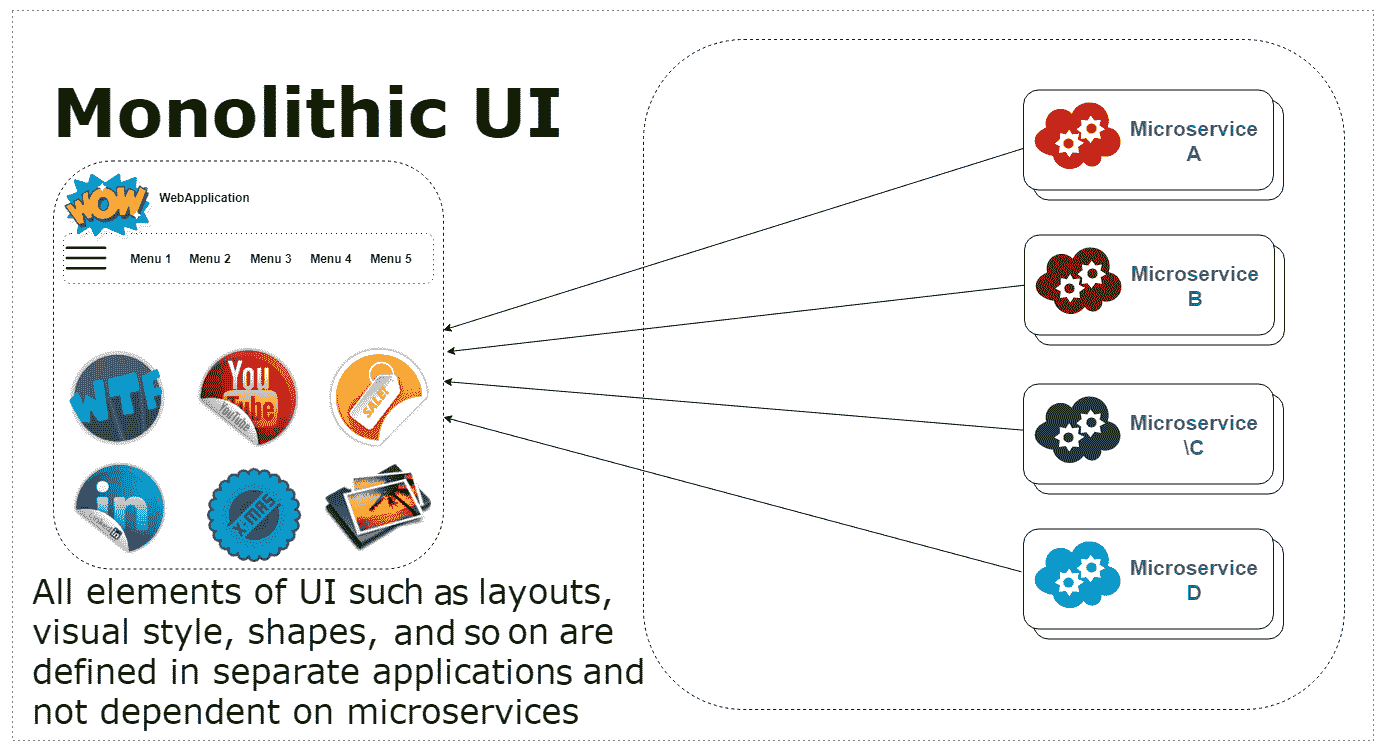 Monolithic UI
WOW
WebApplication
Menu 1 Menu 2 Menu 3 Menu 4 Menu 5
WTF
You
Tube
YouTube
SALE!
in
Linked in
X-MAS
All elements of UI such as layouts,
visual style, shapes, and so on are
defined in separate applications and
not dependent on microservices
Microservice
A
Microservice
B
Microservice
\C
Microservice
D